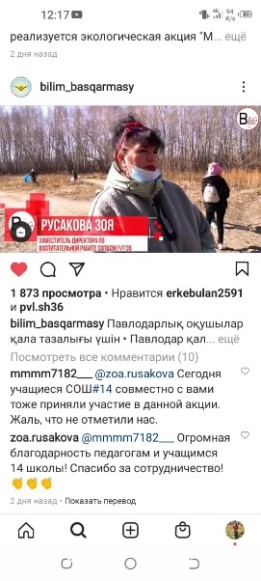 12:17
94
K/s
реализуется экологическая акция "М... ещё
2 дня назад
bilim_basqarmasy
B
РУСАКОВА ЗОЯ
ЗАМЕСТИТЕЛЬ ДИРЕКТОРА ПО
ВОСПИТАТЕЛЬНОЙ РАБОТЕ СОПШЭН №36
1 873 просмотра • Нравится erkebulan2591
и pvl.sh36
bilim_basqarmasy Павлодарлық оқушылар
қала тазалығы үшін • Павлодар қал... ещё
Посмотреть все комментарии (10)
mmmm7182___ @zoa.rusakova Сегодня
учащиеся СОШ#14 совместно с вами
тоже приняли участие в данной акции.
Жаль, что не отметили нас.
zoa.rusakova @mmmm7182___ Огромная
благодарность педагогам и учащимся
14 школы! Спасибо за сотрудничество!
2 дня назад • Показать перевод